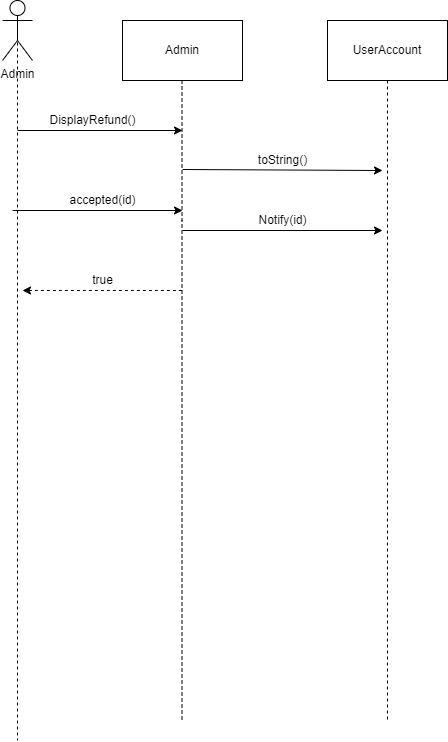 Admin
UserAccount
Admin
DisplayRefund()
toString()
accepted(id)
Notify(id)
true